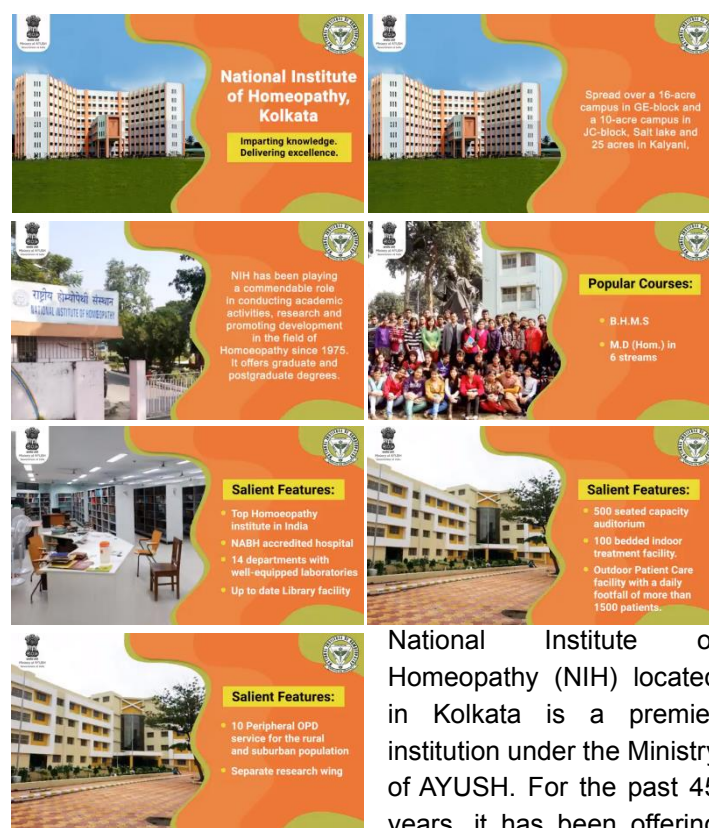 National Institute
of Homeopathy,
Kolkata
Imparting knowledge.
Delivering excellence.
Spread over a 16-acre
campus in GE-block and
a 10-acre campus in
JC-block, Salt lake and
25 acres in Kalyani,
राष्ट्रीय होम्योपैथी संस्थान
NATIONAL INSTITUTE OF HOMOEOPATHY
NIH has been playing
a commendable role
in conducting academic
activities, research and
promoting development
in the field of
Homoeopathy since 1975.
It offers graduate and
postgraduate degrees.
Popular Courses:
B.H.M.S
M.D (Hom.) in
6 streams
Salient Features:
Top Homoeopathy
institute in India
NABH accredited hospital
14 departments with
well-equipped laboratories
Up to date Library facility
Salient Features:
500 seated capacity
auditorium
100 bedded indoor
treatment facility.
Outdoor Patient Care
facility with a daily
footfall of more than
1500 patients.
Salient Features:
10 Peripheral OPD
service for the rural
and suburban population
Separate research wing
National Institute o
Homeopathy (NIH) located
in Kolkata is a premie
institution under the Ministry
of AYUSH. For the past 45
years, it has been offering